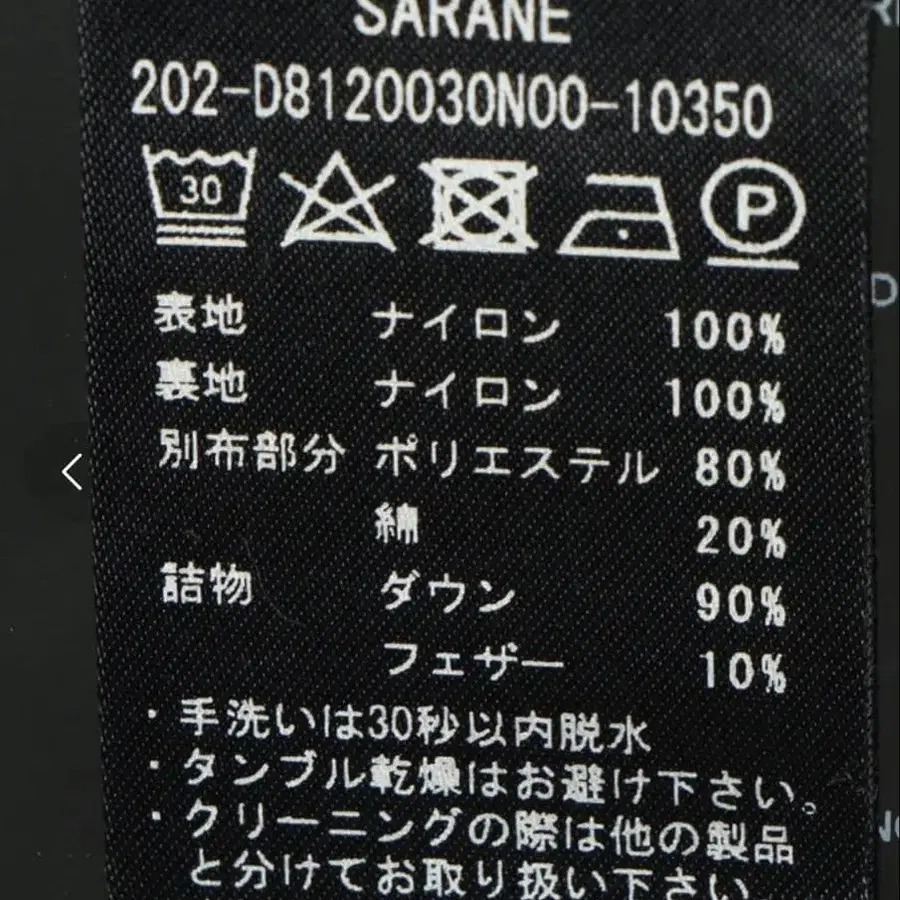 SARANE
202-D8120030N00-10350
30 P
表地 ナイロン 100%
裏地 ナイロン 100%
別布部分 ポリエステル 80%
綿 20%
詰物 ダウン 90%
フェザー 10%
・手洗いは30秒以内脱水
・タンブル乾燥はお避け下さい。
・クリーニングの際は他の製品
と分けてお取り扱い下さい